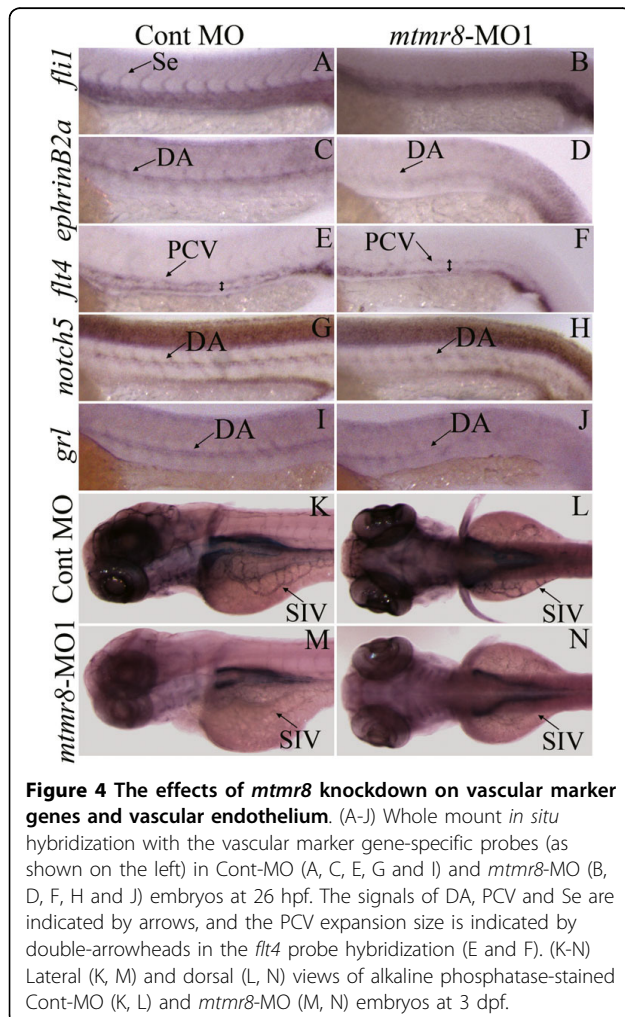 Cont MO mtmr8-MO1
fli1 Se A B
ephrinB2a DA C DA D
flt4 PCV E PCV F
notch5 DA G DA H
grl DA I DA J
Cont MO K SIV L SIV
mtmr8-MO1 M SIV N SIV
Figure 4 The effects of mtmr8 knockdown on vascular marker
genes and vascular endothelium. (A-J) Whole mount in situ
hybridization with the vascular marker gene-specific probes (as
shown on the left) in Cont-MO (A, C, E, G and I) and mtmr8-MO (B,
D, F, H and J) embryos at 26 hpf. The signals of DA, PCV and Se are
indicated by arrows, and the PCV expansion size is indicated by
double-arrowheads in the flt4 probe hybridization (E and F). (K-N)
Lateral (K, M) and dorsal (L, N) views of alkaline phosphatase-stained
Cont-MO (K, L) and mtmr8-MO (M, N) embryos at 3 dpf.